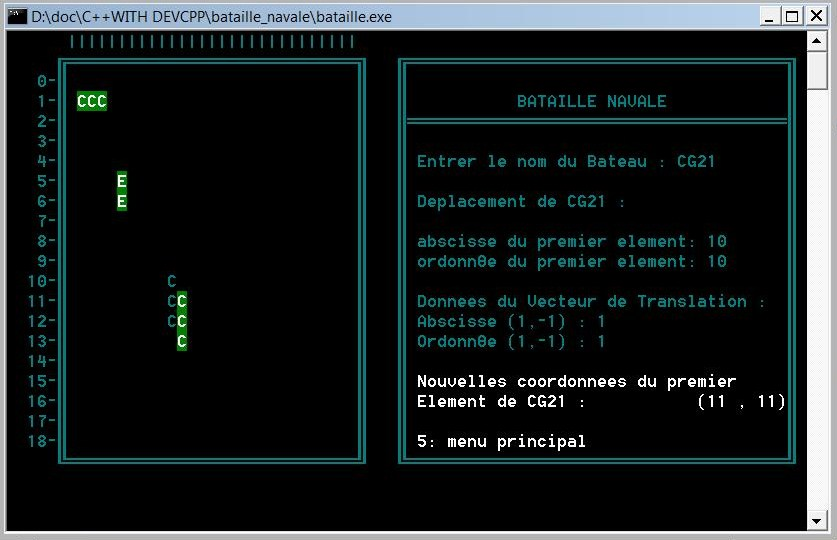 D:\doc\C++WITH DEVCPP\bataille_navale\bataille.exe
| | | | | | | | | | | | | | | | | | | | | | | | | | | | |
0-
1- CCC
2-
3-
4-
5- E
6- E
7-
8-
9-
10- C
11- CC
12- CC
13- C
14-
15-
16-
17-
18-
BATAILLE NAVALE
Entrer le nom du Bateau : CG21
Deplacement de CG21 :
abscisse du premier element: 10
ordonnθe du premier element: 10
Donnees du Vecteur de Translation :
Abscisse (1,-1) : 1
Ordonnθe (1,-1) : 1
Nouvelles coordonnees du premier
Element de CG21 : (11 , 11)
5: menu principal